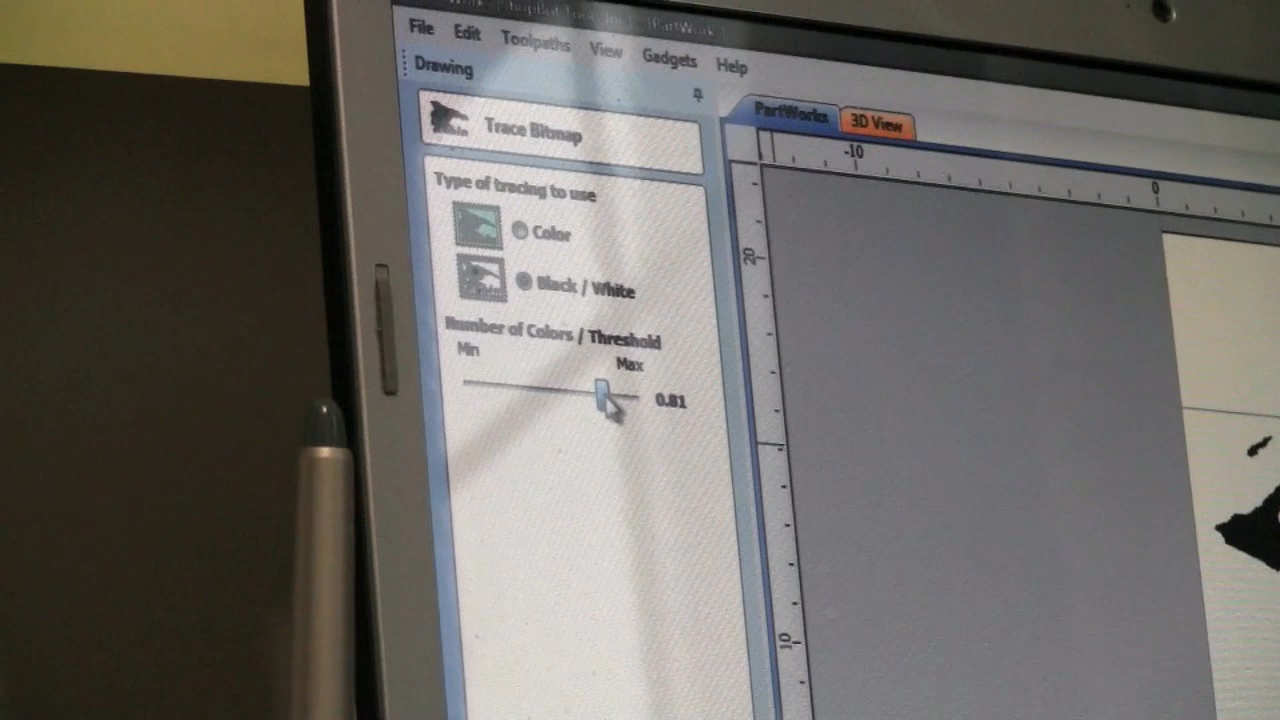 File Edit Toolpaths View Gadgets Help
Drawing
PartWorks 3D View
Trace Bitmap
-10 0
Type of tracing to use
Color
Black / White
20
Number of Colors / Threshold
Min Max
0.81
10